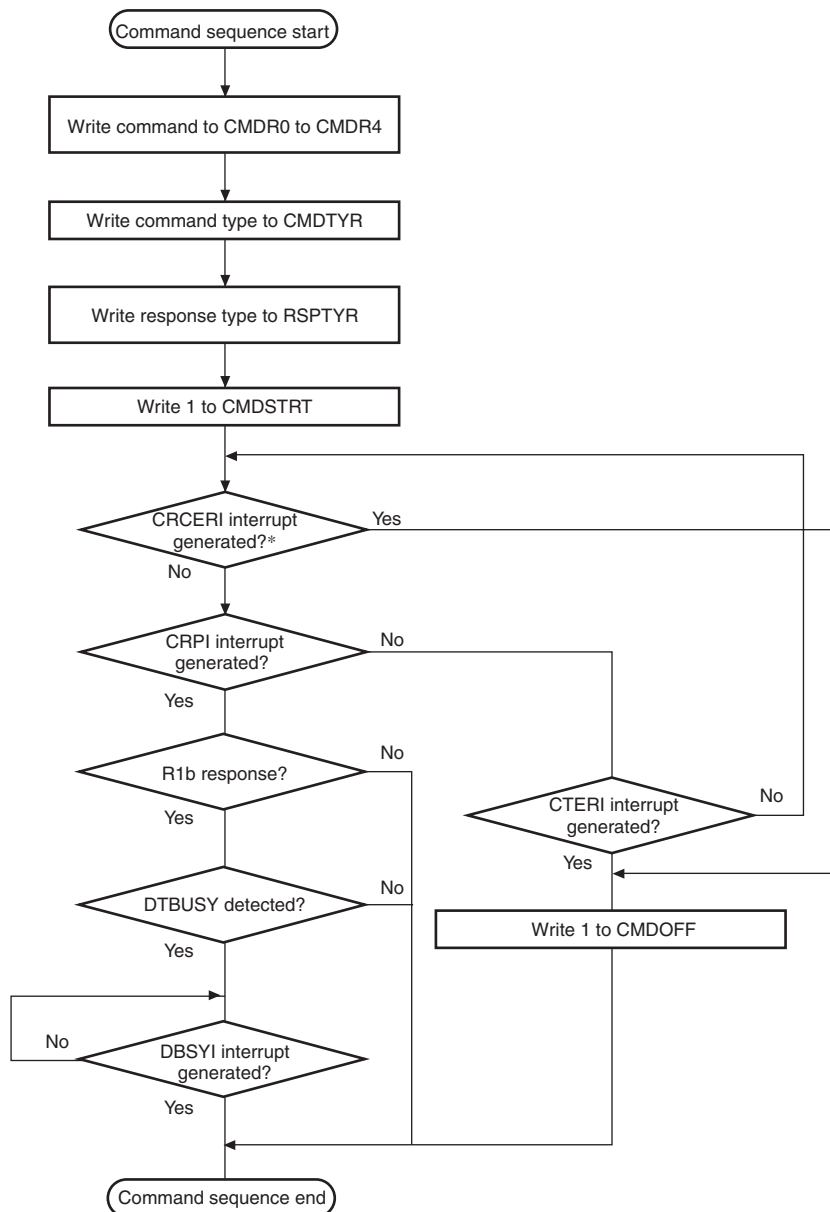 Command sequence start
Write command to CMDR0 to CMDR4
Write command type to CMDTYR
Write response type to RSPTYR
Write 1 to CMDSTRT
CRCERI interrupt
generated?*
Yes
No
CRPI interrupt
generated?
No
Yes
R1b response?
No
Yes
CTERI interrupt
generated?
No
Yes
DTBUSY detected?
No
Yes
Write 1 to CMDOFF
DBSYI interrupt
generated?
No
Yes
Command sequence end